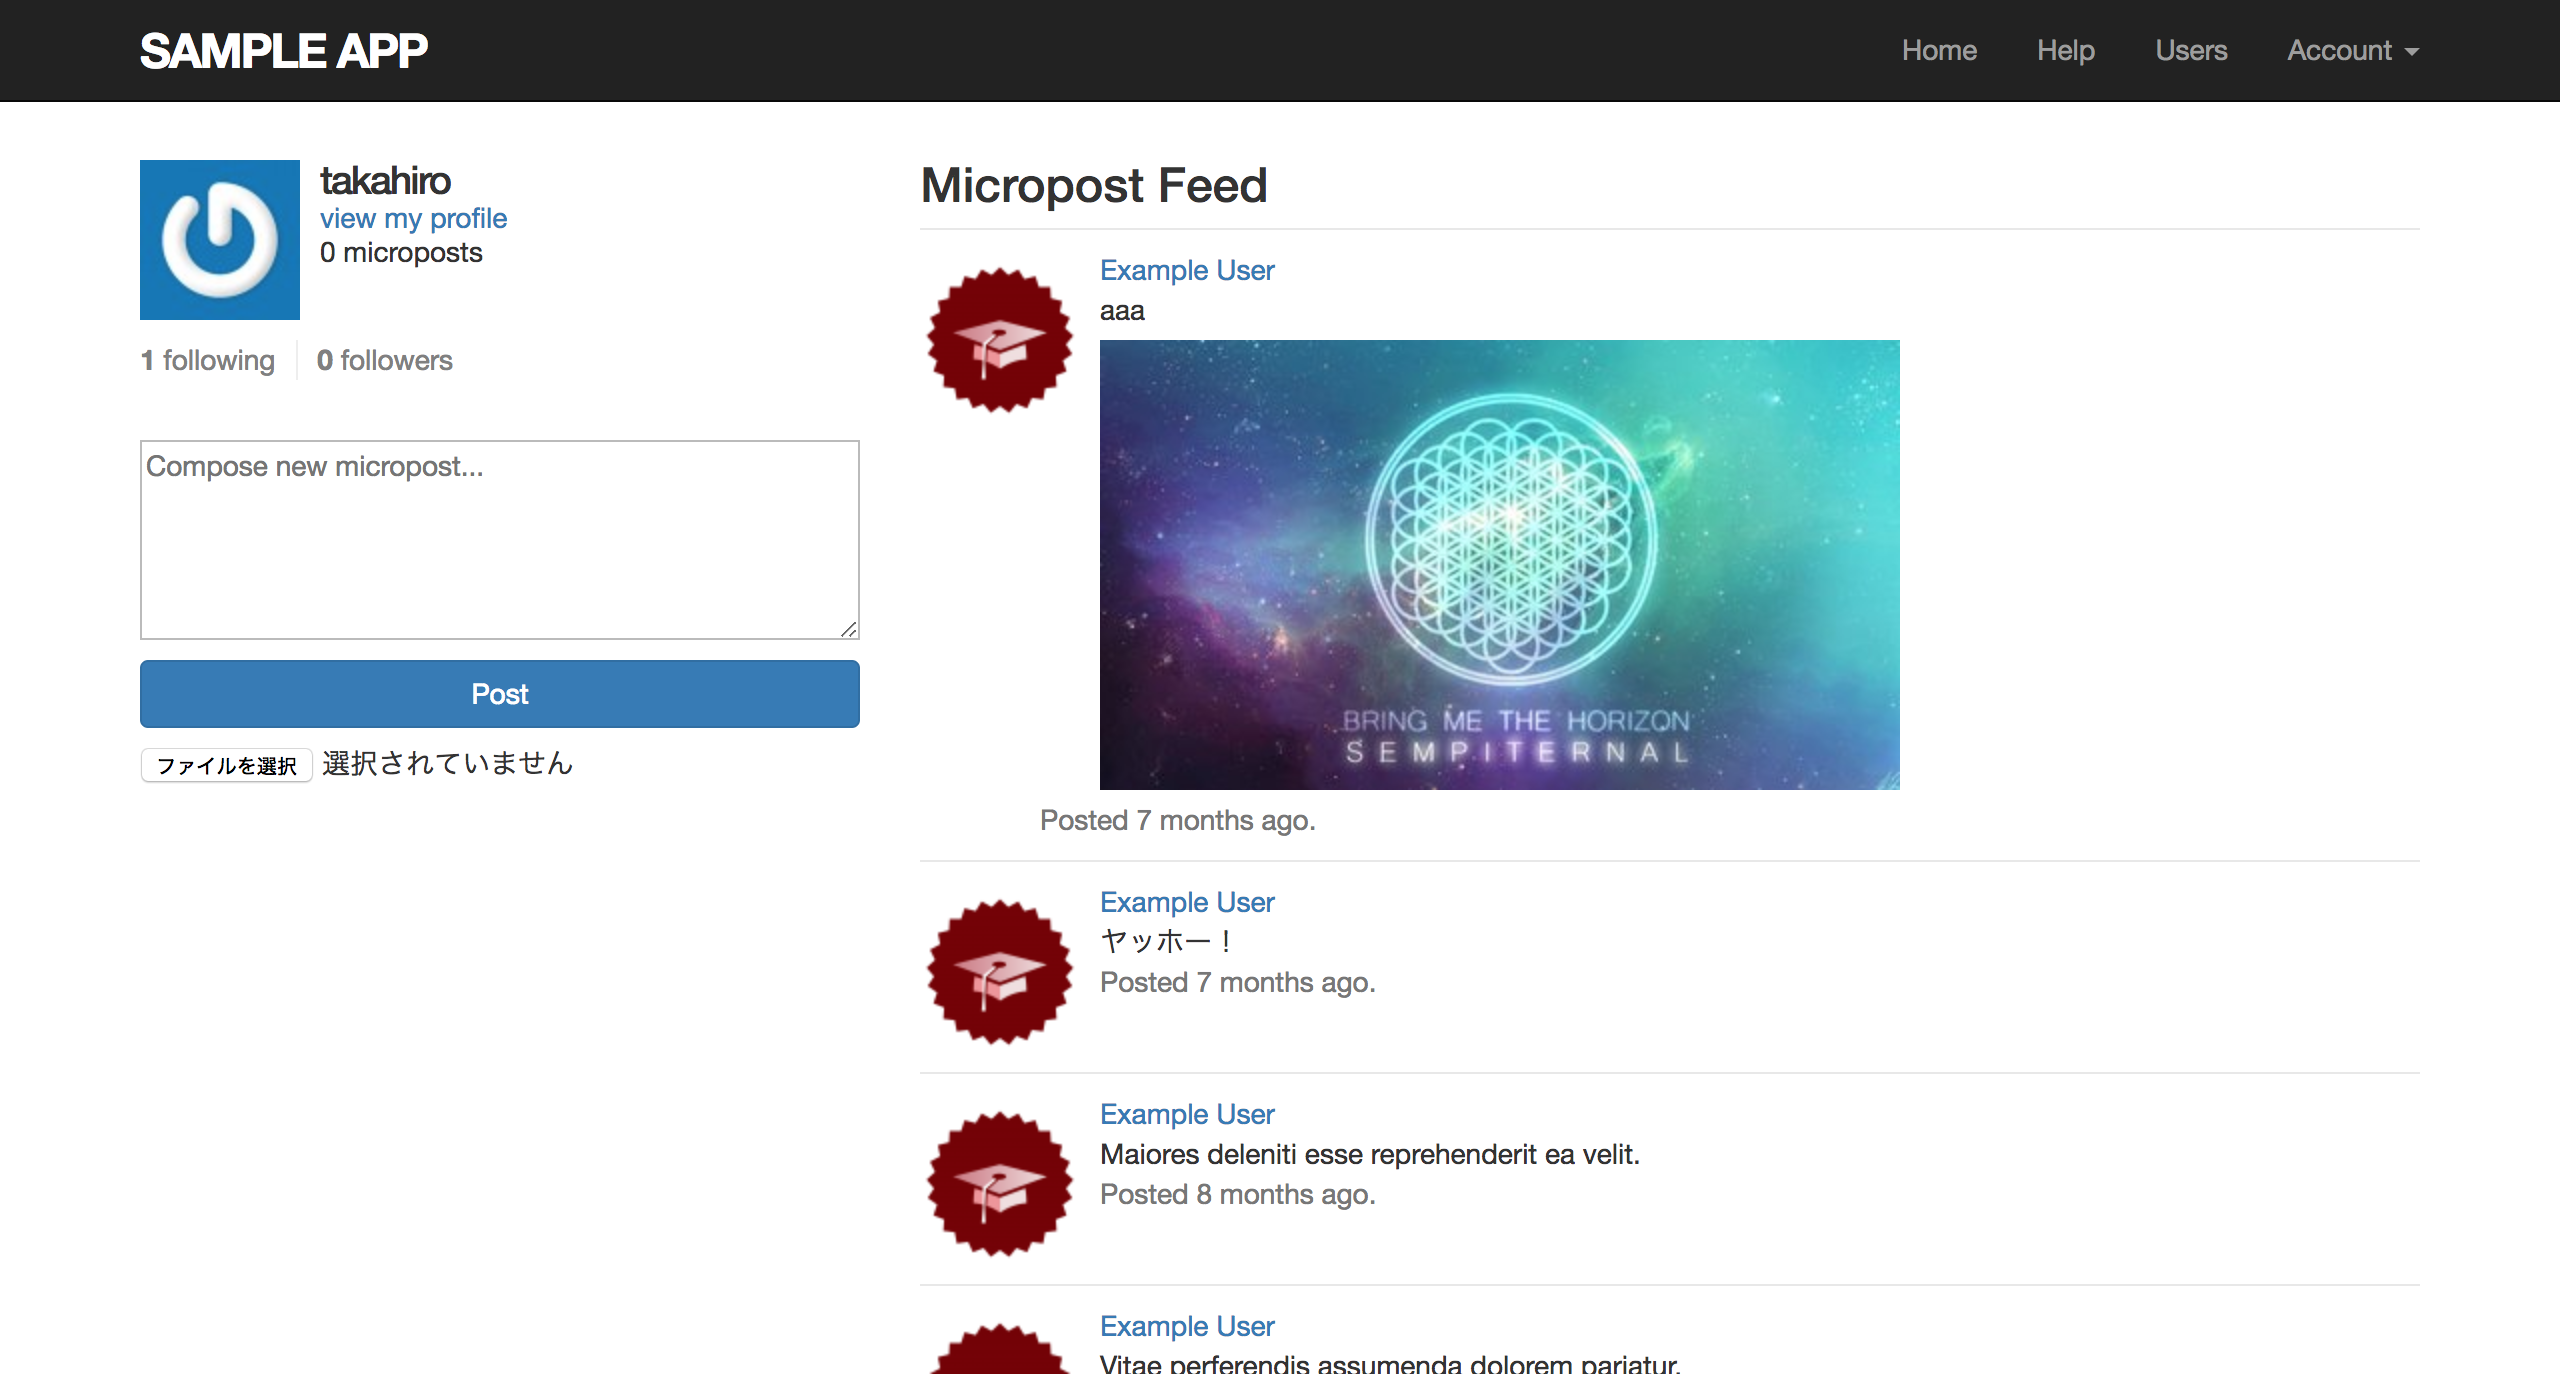 SAMPLE APP
Home Help Users Account
takahiro
view my profile
0 microposts
1 following 0 followers
Compose new micropost...
Post
ファイルを選択 選択されていません
Micropost Feed
Example User
aaa
BRING ME THE HORIZON
SEMPITERNAL
Posted 7 months ago.
Example User
ヤッホー！
Posted 7 months ago.
Example User
Maiores deleniti esse reprehenderit ea velit.
Posted 8 months ago.
Example User
Vitae perferendis assumenda dolorem pariatur.